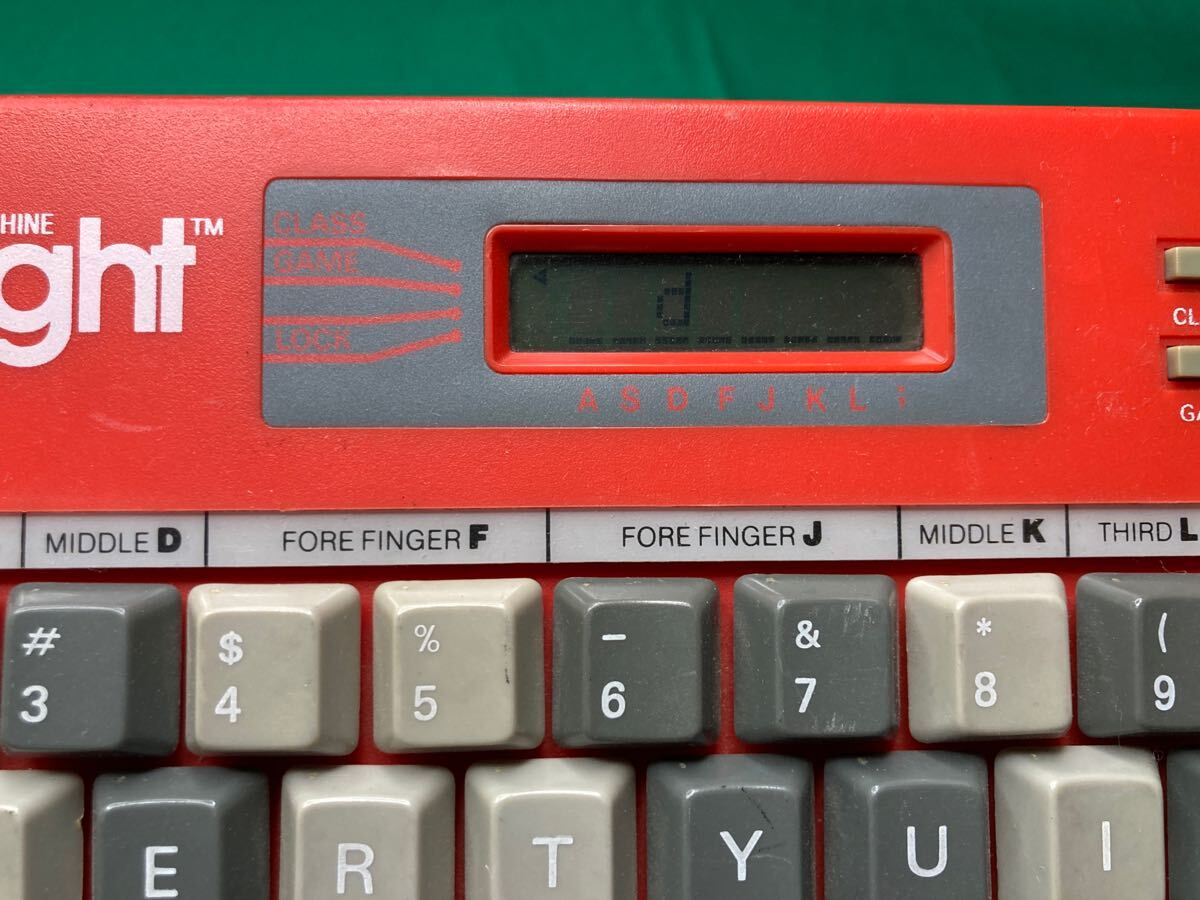 HINE
ght™
CLASS
GAME
LOCK
d
A S D F J K L ;
CL
GA
MIDDLE D
FORE FINGER F
FORE FINGER J
MIDDLE K
THIRD L
# $ % - & * (
3 4 5 6 7 8 9
E R T Y U I